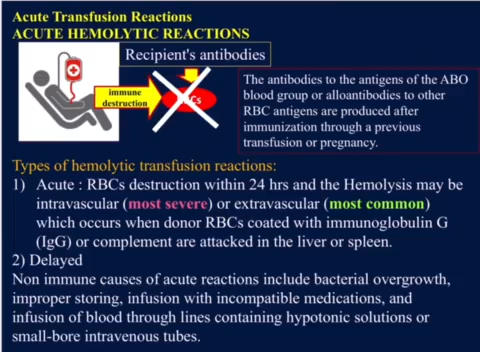 Acute Transfusion Reactions
ACUTE HEMOLYTIC REACTIONS
Recipient's antibodies
immune
destruction
Cs
The antibodies to the antigens of the ABO
blood group or alloantibodies to other
RBC antigens are produced after
immunization through a previous
transfusion or pregnancy.
Types of hemolytic transfusion reactions:
1) Acute : RBCs destruction within 24 hrs and the Hemolysis may be
intravascular (most severe) or extravascular (most common)
which occurs when donor RBCs coated with immunoglobulin G
(IgG) or complement are attacked in the liver or spleen.
2) Delayed
Non immune causes of acute reactions include bacterial overgrowth,
improper storing, infusion with incompatible medications, and
infusion of blood through lines containing hypotonic solutions or
small-bore intravenous tubes.